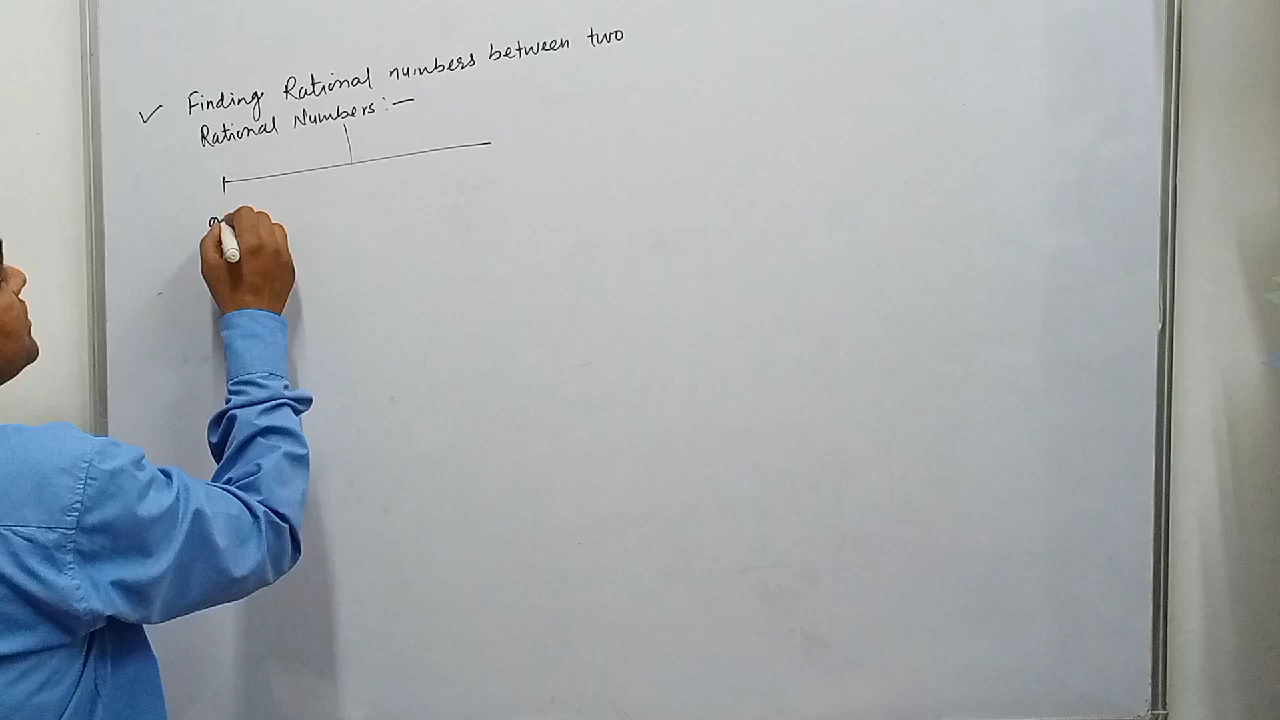 ✓ Finding Rational numbers between two
Rational Numbers:—